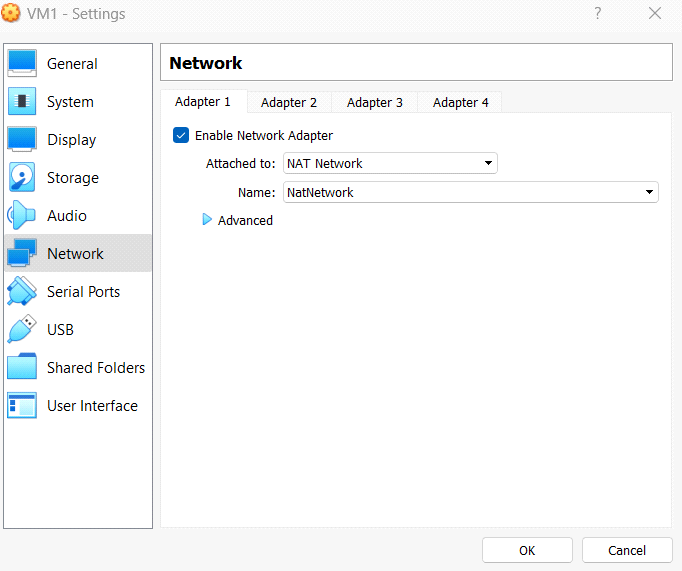 VM1 - Settings
?
General
System
Display
Storage
Audio
Network
Serial Ports
USB
Shared Folders
User Interface
Network
Adapter 1
Adapter 2
Adapter 3
Adapter 4
Enable Network Adapter
Attached to: NAT Network
Name: NatNetwork
Advanced
OK
Cancel